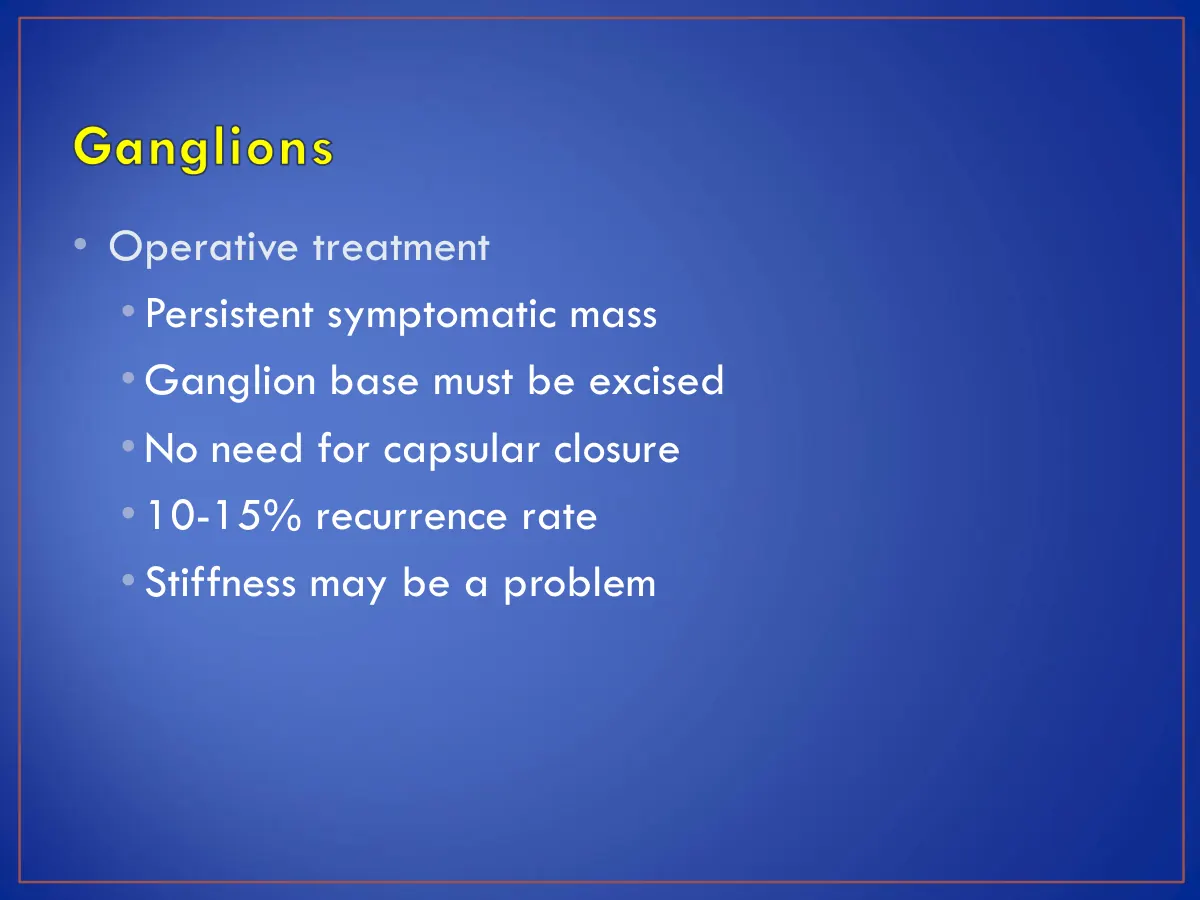 Ganglions
• Operative treatment
• Persistent symptomatic mass
• Ganglion base must be excised
• No need for capsular closure
• 10-15% recurrence rate
• Stiffness may be a problem